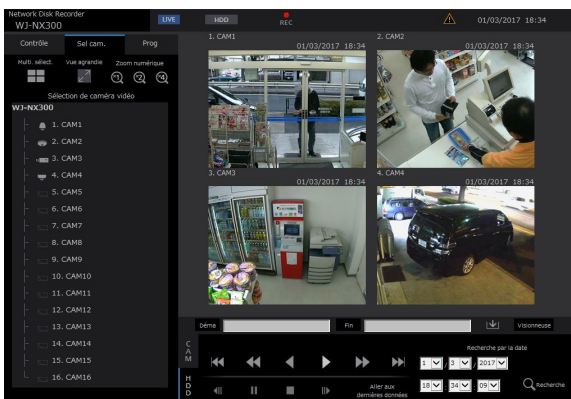 Network Disk Recorder
WJ-NX300
LIVE
HDD
REC
01/03/2017 18:34
Contrôle
Sel cam.
Prog
Multi. sélect.
Vue agrandie
Zoom numérique
Sélection de caméra vidéo
WJ-NX300
1. CAM1
2. CAM2
3. CAM3
4. CAM4
5. CAM5
6. CAM6
7. CAM7
8. CAM8
9. CAM9
10. CAM10
11. CAM11
12. CAM12
13. CAM13
14. CAM14
15. CAM15
16. CAM16
1. CAM1
01/03/2017 18:34
2. CAM2
01/03/2017 18:34
3. CAM3
01/03/2017 18:34
4. CAM4
01/03/2017 18:34
Déma
Fin
Visionneuse
CAM
HDD
Aller aux
dernières données
Recherche par la date
1 / 3 / 2017
18 : 34 : 09
Recherche